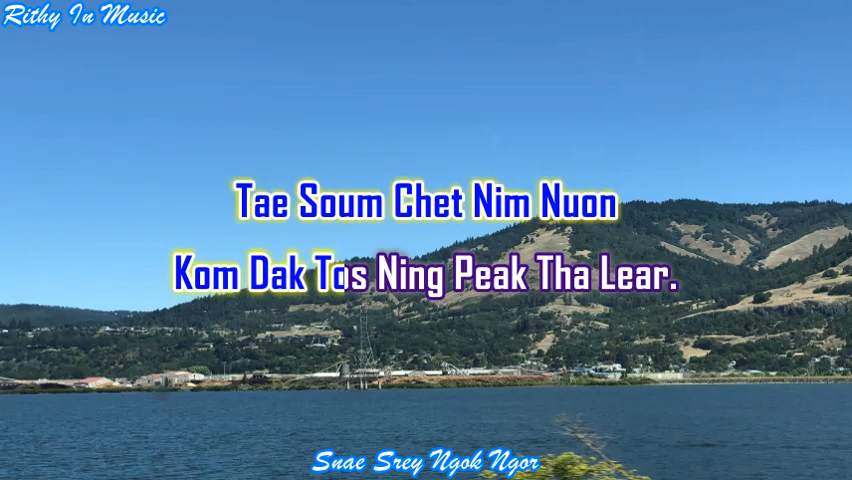 Rithy In Music
Tae Soum Chet Nim Nuon
Kom Dak Tos Ning Peak Tha Lear.
Snae Srey Ngok Ngor